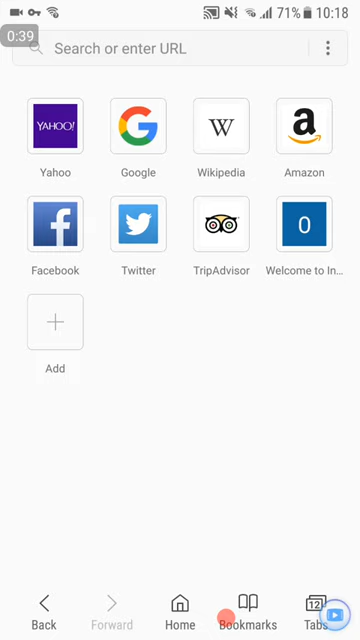 71% 10:18
0:39
Search or enter URL
YAHOO!
W
a
Yahoo
Google
Wikipedia
Amazon
f
0
Facebook
Twitter
TripAdvisor
Welcome to In...
Add
12
Back
Forward
Home
Bookmarks
Tabs